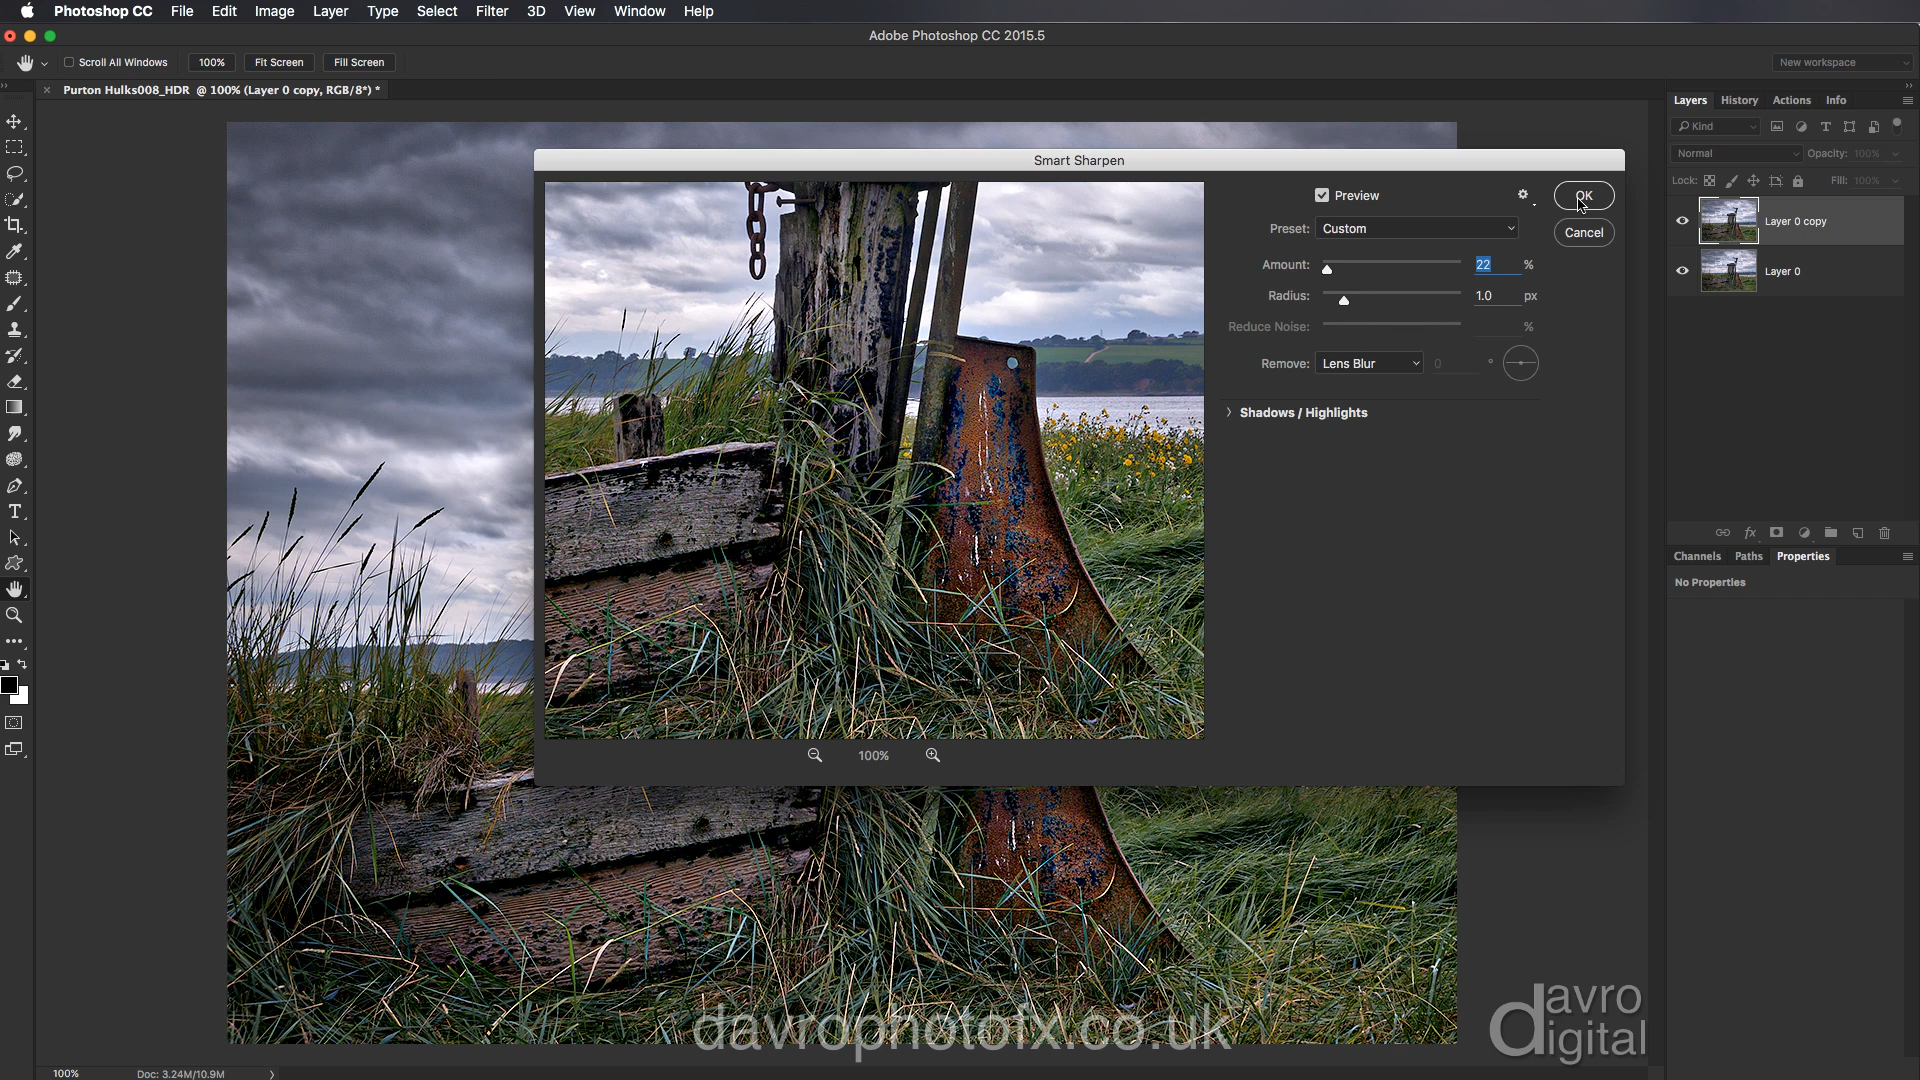 Photoshop CC File Edit Image Layer Type Select Filter 3D View Window Help
Adobe Photoshop CC 2015.5
Scroll All Windows 100% Fit Screen Fill Screen New workspace
Purton Hulks008_HDR @ 100% (Layer 0 copy, RGB/8*) *
Layers History Actions Info
Kind
Normal Opacity: 100%
Lock: Fill: 100%
Layer 0 copy
Layer 0
Smart Sharpen
Preview
OK
Preset: Custom
Cancel
Amount: 22 %
Radius: 1.0 px
Reduce Noise: %
Remove: Lens Blur 0 °
Shadows / Highlights
100%
Channels Paths Properties
No Properties
davrophotofx.co.uk
davro
digital
100% Doc: 3.24M/10.9M